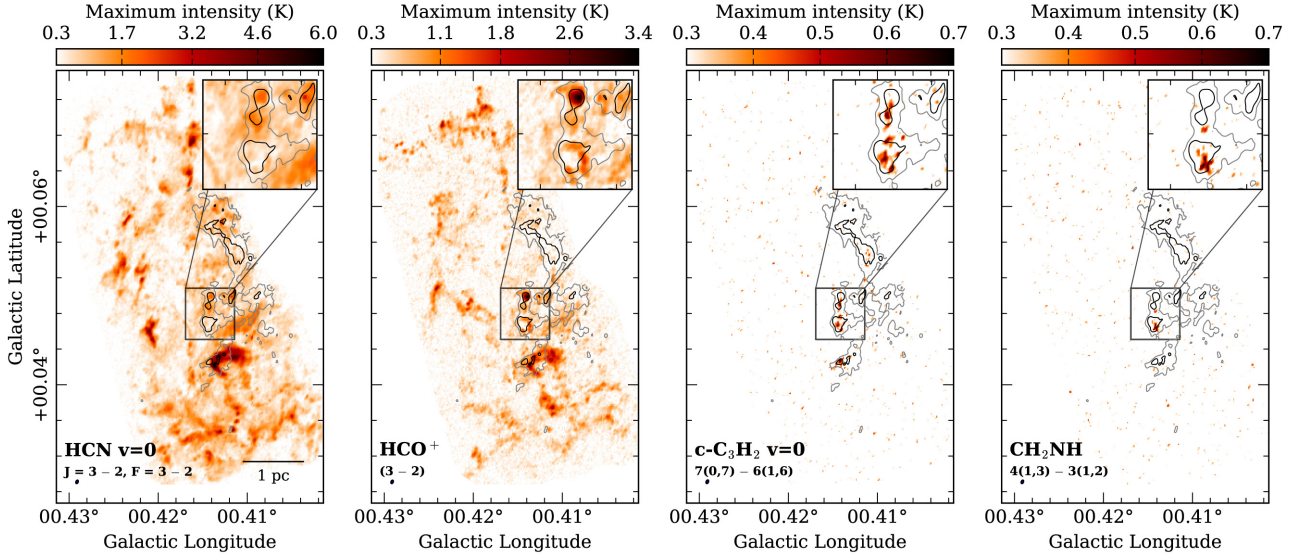 Maximum intensity (K) Maximum intensity (K) Maximum intensity (K) Maximum intensity (K)
0.3 1.7 3.2 4.6 6.0 0.3 1.1 1.8 2.6 3.4 0.3 0.4 0.5 0.6 0.7 0.3 0.4 0.5 0.6 0.7
Galactic Latitude
+00.06°
+00.04°
HCN v=0 HCO⁺ c-C₃H₂ v=0 CH₂NH
J = 3 − 2, F = 3 − 2 (3 − 2) 7(0,7) − 6(1,6) 4(1,3) − 3(1,2)
1 pc
00.43° 00.42° 00.41° 00.43° 00.42° 00.41° 00.43° 00.42° 00.41° 00.43° 00.42° 00.41°
Galactic Longitude Galactic Longitude Galactic Longitude Galactic Longitude